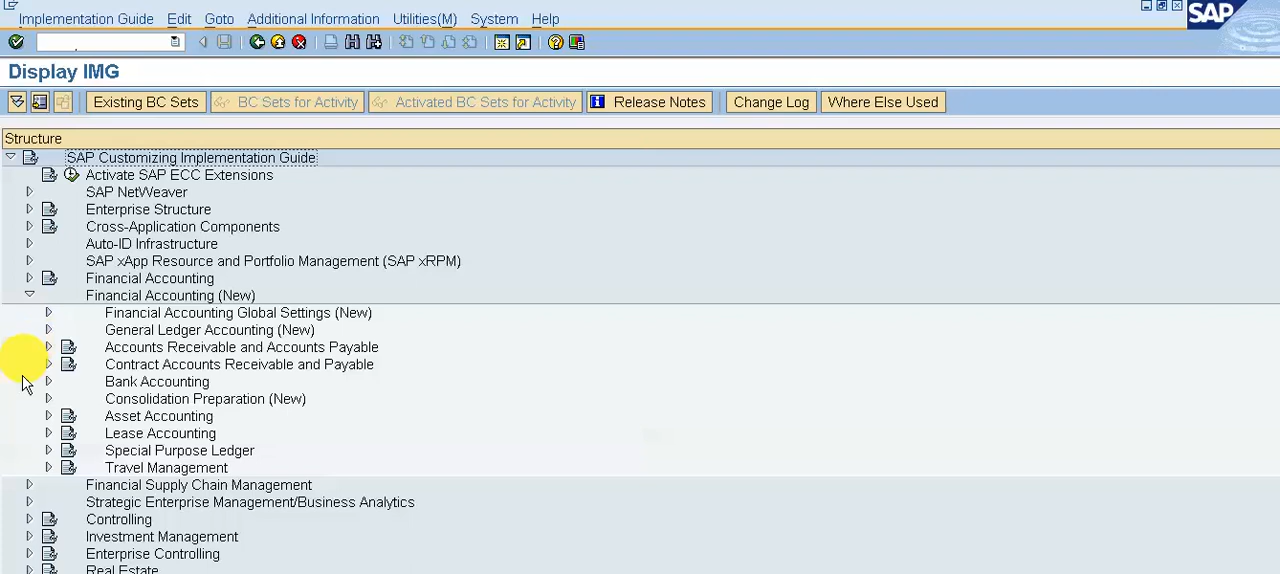 Implementation Guide Edit Goto Additional Information Utilities(M) System Help
SAP
Display IMG
Existing BC Sets BC Sets for Activity Activated BC Sets for Activity Release Notes Change Log Where Else Used
Structure
SAP Customizing Implementation Guide
Activate SAP ECC Extensions
SAP NetWeaver
Enterprise Structure
Cross-Application Components
Auto-ID Infrastructure
SAP xApp Resource and Portfolio Management (SAP xRPM)
Financial Accounting
Financial Accounting (New)
Financial Accounting Global Settings (New)
General Ledger Accounting (New)
Accounts Receivable and Accounts Payable
Contract Accounts Receivable and Payable
Bank Accounting
Consolidation Preparation (New)
Asset Accounting
Lease Accounting
Special Purpose Ledger
Travel Management
Financial Supply Chain Management
Strategic Enterprise Management/Business Analytics
Controlling
Investment Management
Enterprise Controlling
Real Estate